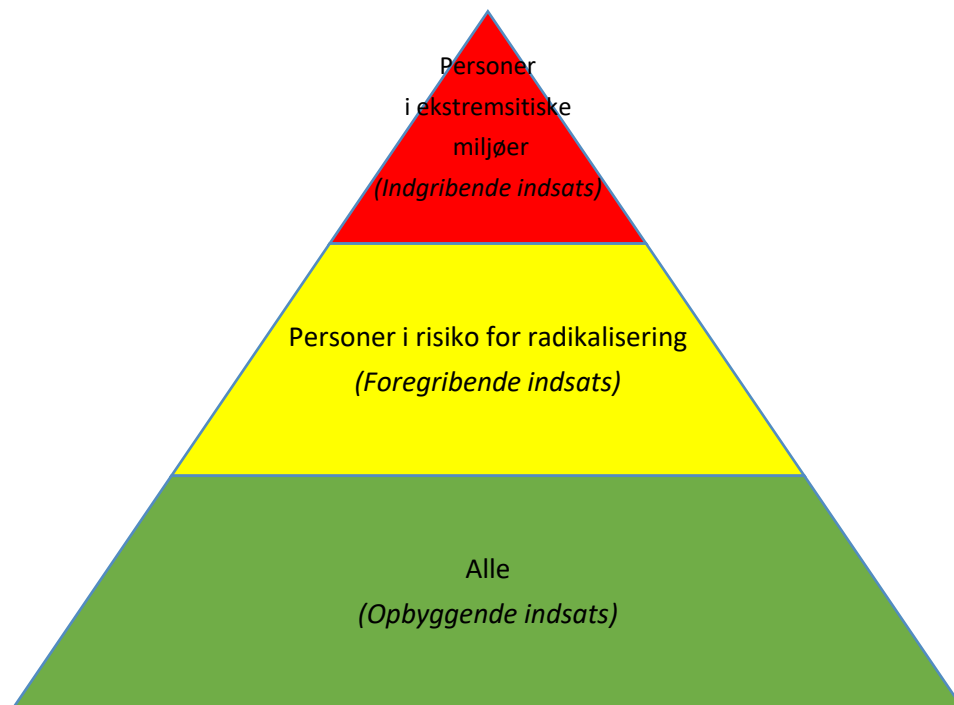 Personer
i ekstremsitiske
miljøer
(Indgribende indsats)
Personer i risiko for radikalisering
(Foregribende indsats)
Alle
(Opbyggende indsats)